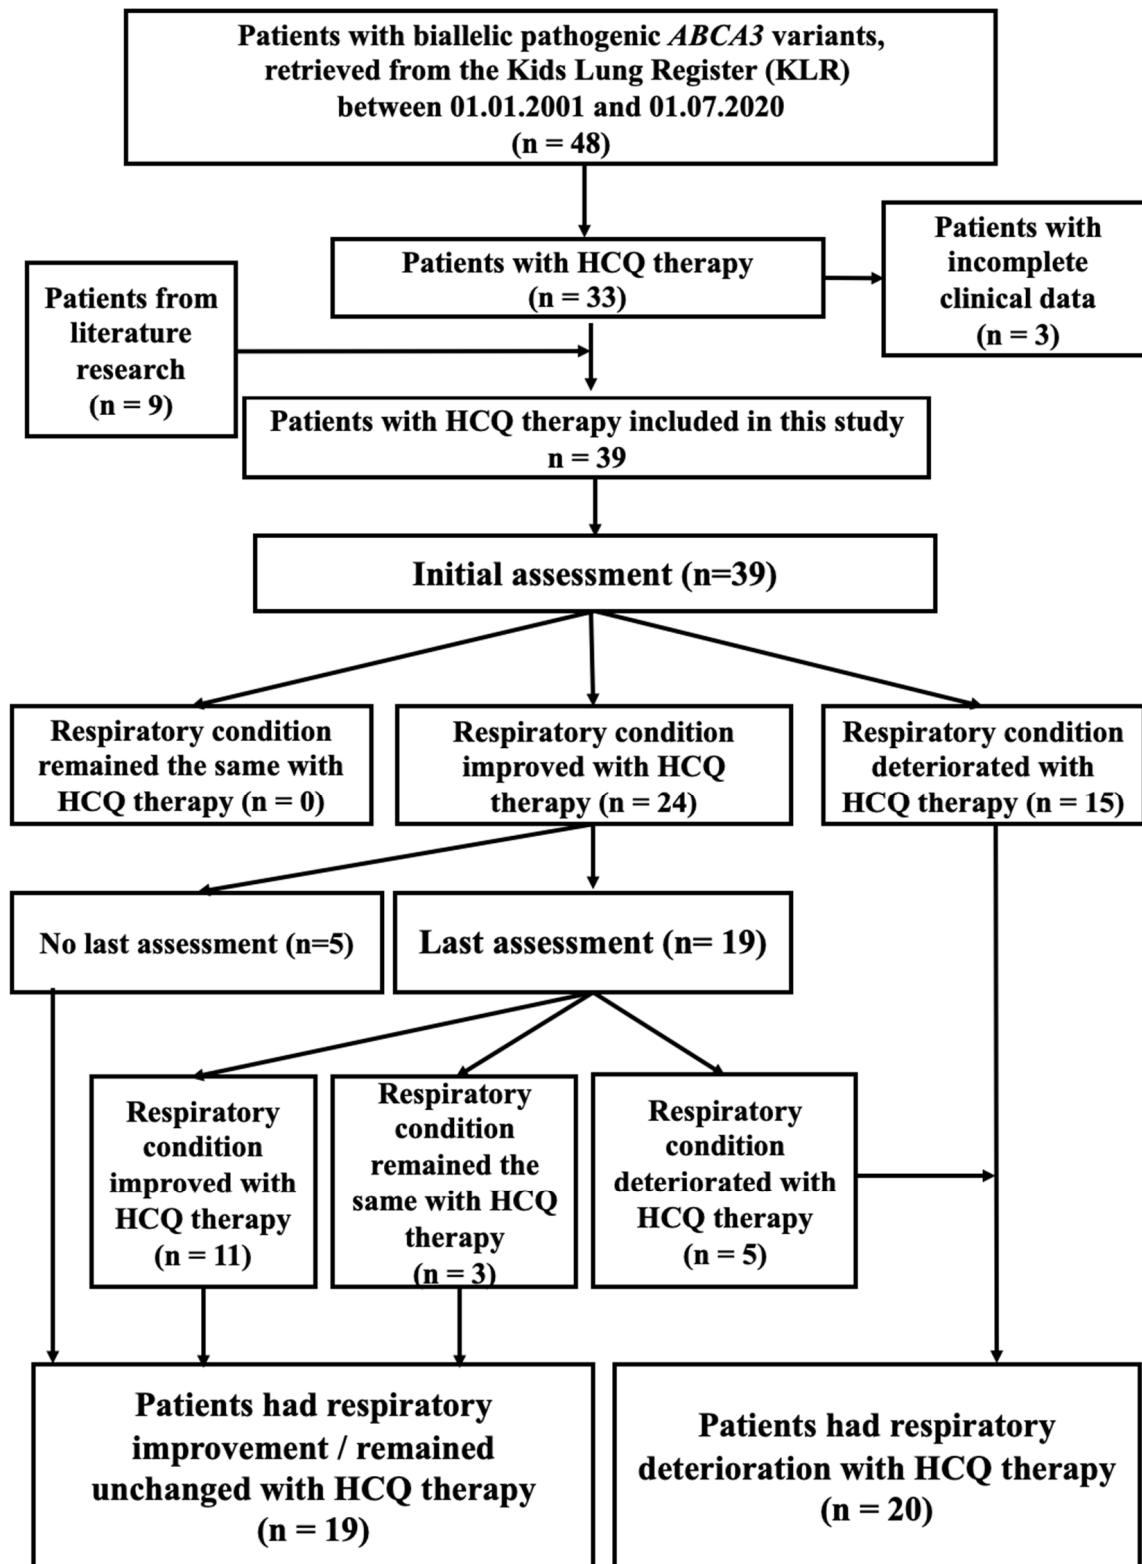 Patients with biallelic pathogenic ABCA3 variants,
retrieved from the Kids Lung Register (KLR)
between 01.01.2001 and 01.07.2020
(n = 48)
Patients with HCQ therapy
(n = 33)
Patients with
incomplete
clinical data
(n = 3)
Patients from
literature
research
(n = 9)
Patients with HCQ therapy included in this study
n = 39
Initial assessment (n=39)
Respiratory condition
remained the same with
HCQ therapy (n = 0)
Respiratory condition
improved with HCQ
therapy (n = 24)
Respiratory condition
deteriorated with
HCQ therapy (n = 15)
No last assessment (n=5)
Last assessment (n= 19)
Respiratory
condition
improved with
HCQ therapy
(n = 11)
Respiratory
condition
remained the
same with HCQ
therapy
(n = 3)
Respiratory
condition
deteriorated with
HCQ therapy
(n = 5)
Patients had respiratory
improvement / remained
unchanged with HCQ therapy
(n = 19)
Patients had respiratory
deterioration with HCQ therapy
(n = 20)